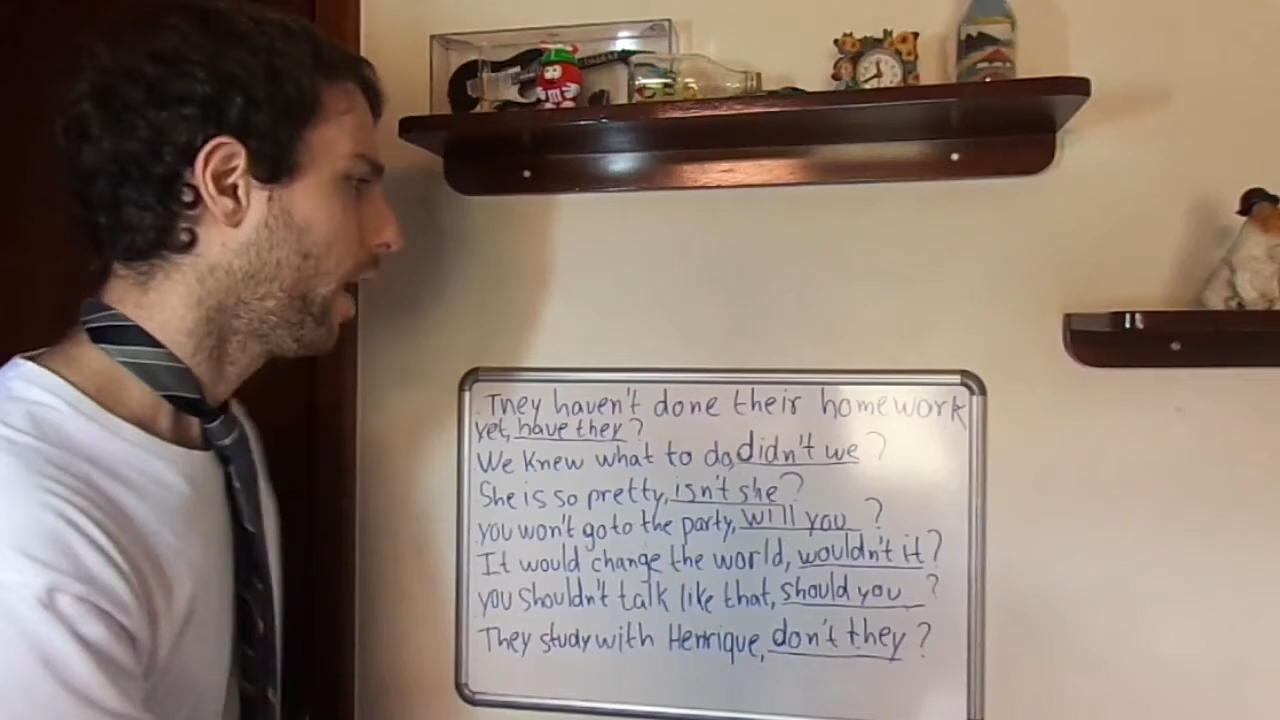 They haven't done their homework
yet, have they?
We knew what to do, didn't we?
She is so pretty, isn't she?
you won't go to the party, will you?
It would change the world, wouldn't it?
you shouldn't talk like that, should you?
They study with Henrique, don't they?